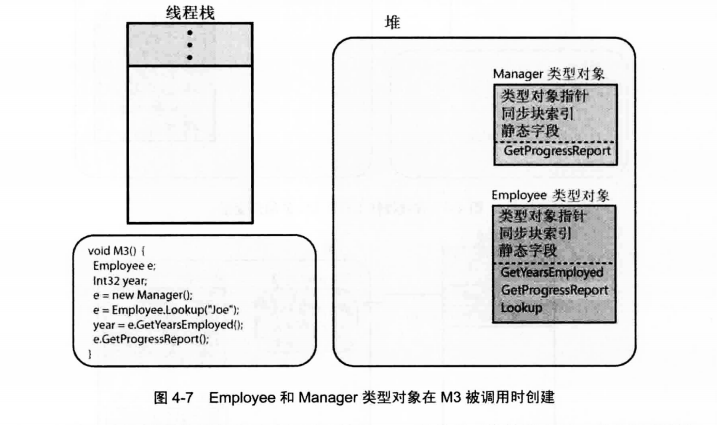 线程栈
堆
Manager 类型对象
类型对象指针
同步块索引
静态字段
GetProgressReport
Employee 类型对象
类型对象指针
同步块索引
静态字段
GetYearsEmployed
GetProgressReport
Lookup
void M3() {
Employee e;
Int32 year;
e = new Manager();
e = Employee.Lookup("Joe");
year = e.GetYearsEmployed();
e.GetProgressReport();
}
图 4-7 Employee 和 Manager 类型对象在 M3 被调用时创建